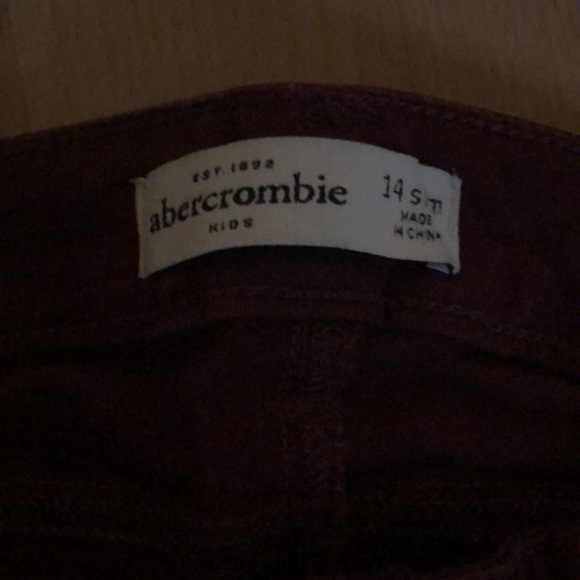 EST. 1892
abercrombie
KIDS
14 slim
MADE
IN CHINA